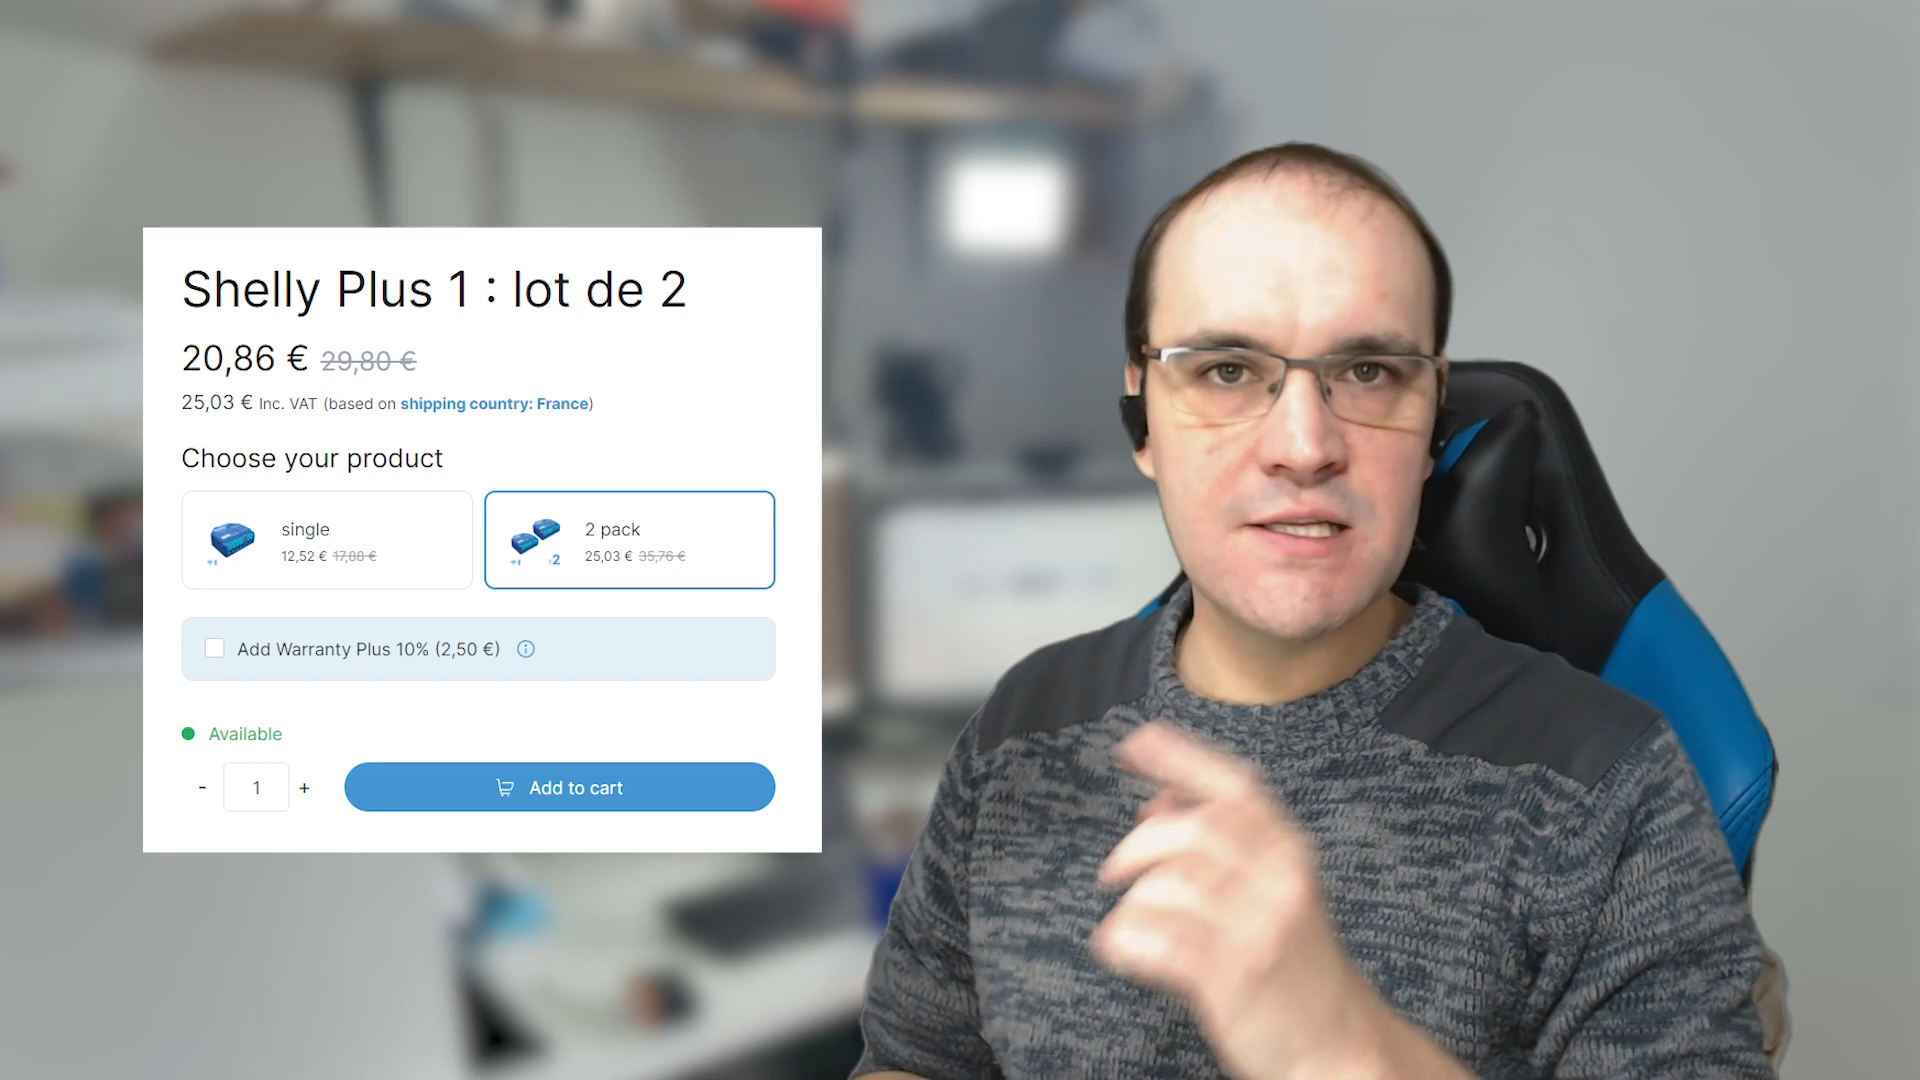 Shelly Plus 1 : lot de 2
20,86 € 29,80 €
25,03 € Inc. VAT (based on shipping country: France)
Choose your product
single
12,52 € 17,88 €
2 pack
25,03 € 35,76 €
x2
Add Warranty Plus 10% (2,50 €)
Available
- 1 +
Add to cart